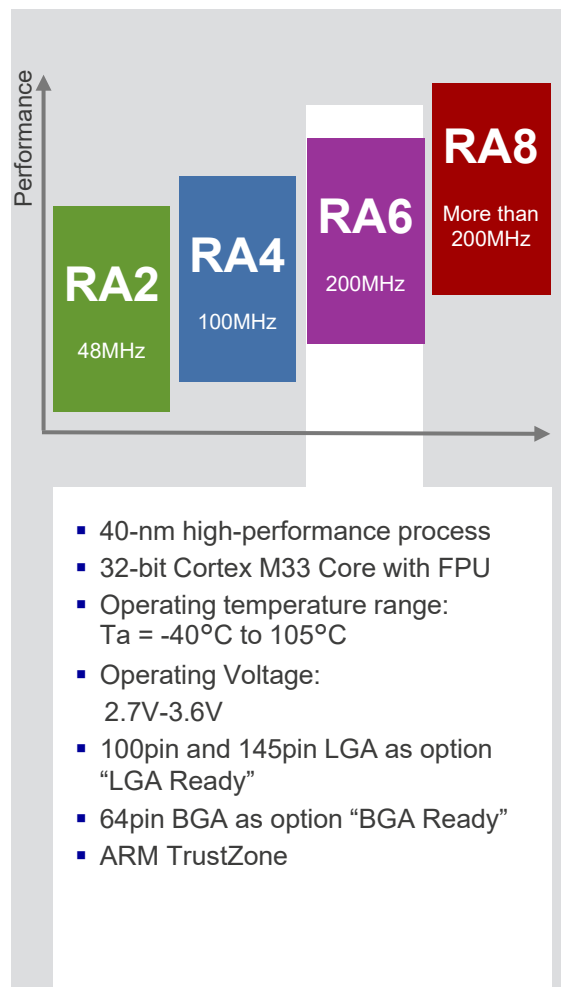 Performance
RA2
48MHz
RA4
100MHz
RA6
200MHz
RA8
More than
200MHz
▪ 40-nm high-performance process
▪ 32-bit Cortex M33 Core with FPU
▪ Operating temperature range:
Ta = -40°C to 105°C
▪ Operating Voltage:
2.7V-3.6V
▪ 100pin and 145pin LGA as option
“LGA Ready”
▪ 64pin BGA as option “BGA Ready”
▪ ARM TrustZone